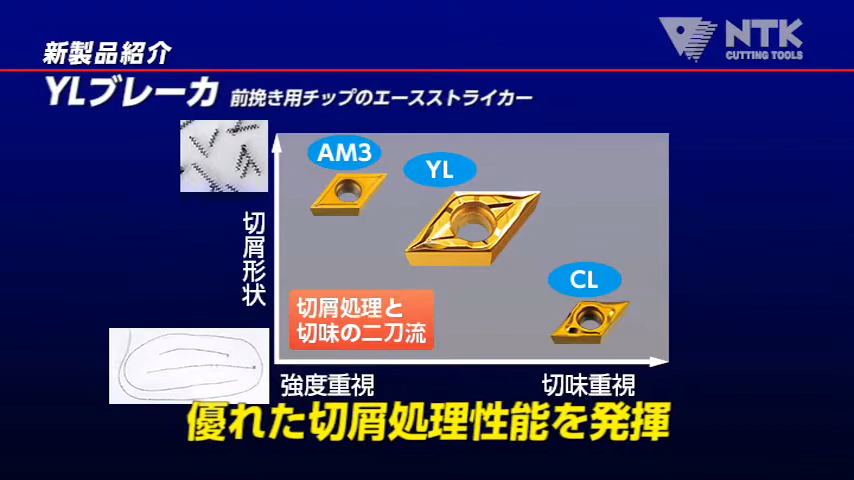 新製品紹介
NTK
CUTTING TOOLS
YLブレーカ 前挽き用チップのエースストライカー
AM3
YL
切屑形状
CL
切屑処理と
切味の二刀流
強度重視
切味重視
優れた切屑処理性能を発揮